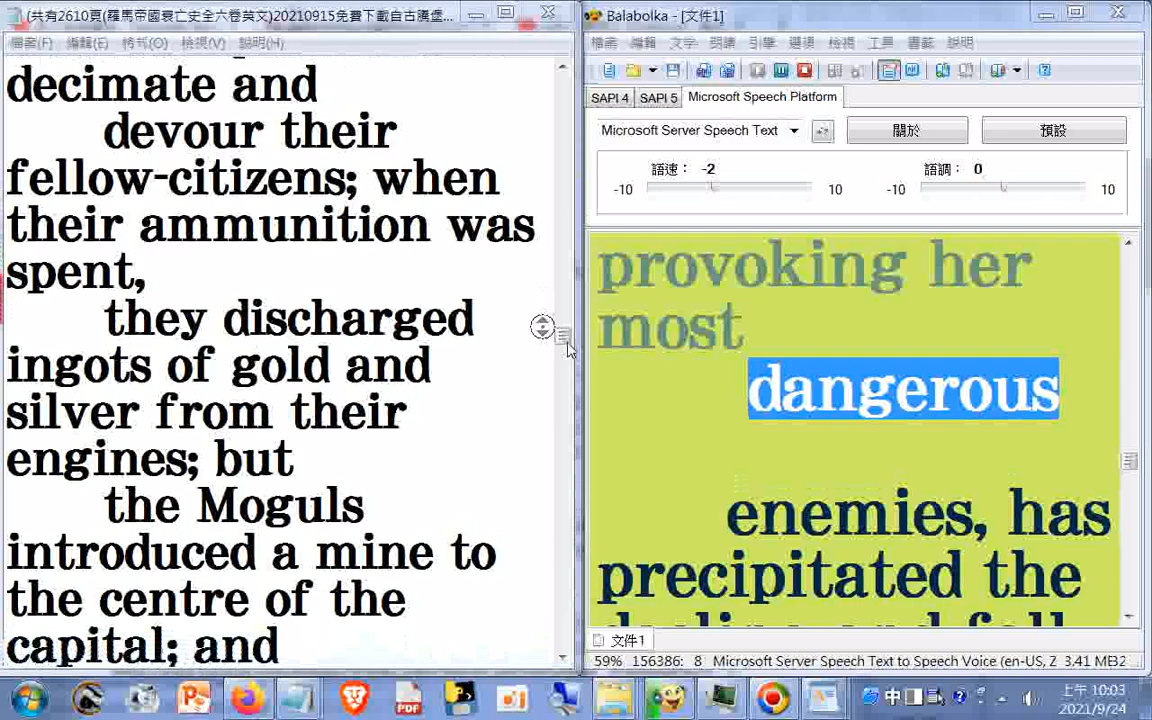 (共有2610頁(羅馬帝國衰亡史全六卷英文)20210915免費下載自古騰堡...
檔案(F) 編輯(E) 格式(O) 檢視(V) 說明(H)
decimate and
devour their
fellow-citizens; when
their ammunition was
spent,
they discharged
ingots of gold and
silver from their
engines; but
the Moguls
introduced a mine to
the centre of the
capital; and
Balabolka - [文件1]
檔案 編輯 文字 閱讀 引擎 選項 檢視 工具 書籤 說明
SAPI 4 SAPI 5 Microsoft Speech Platform
Microsoft Server Speech Text 關於 預設
語速： -2 語調： 0
-10 10 -10 10
provoking her
most
dangerous
enemies, has
precipitated the
decline and fall
文件1
59% 156386: 8 Microsoft Server Speech Text to Speech Voice (en-US, Z 3.41 MB2
中
上午 10:03
2021/9/24